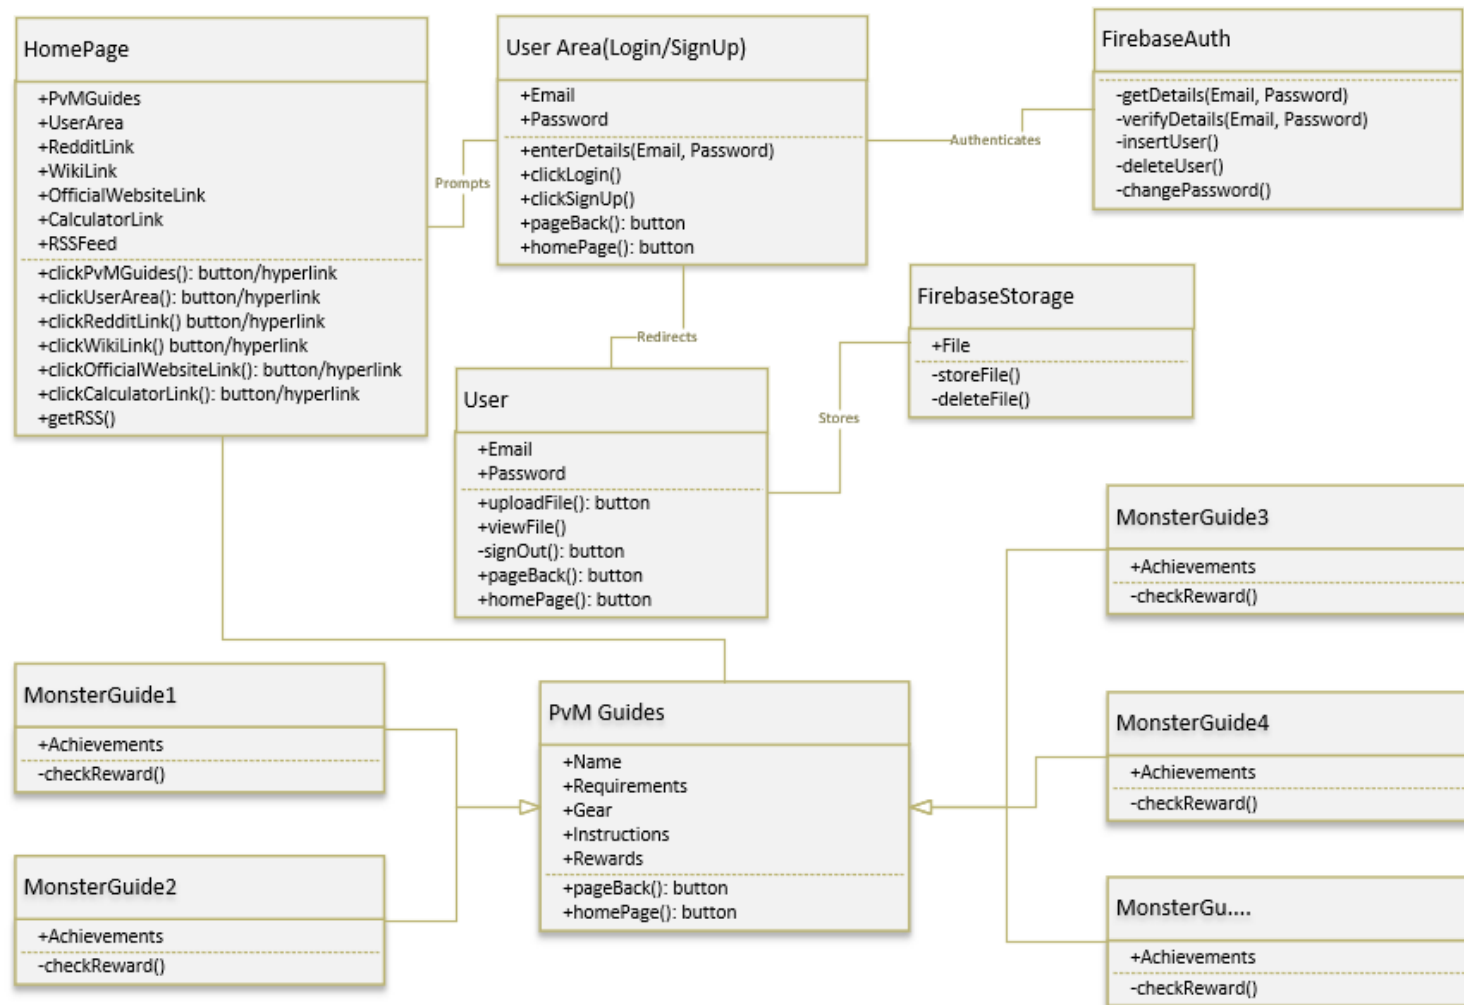 HomePage
+PvMGuides
+UserArea
+RedditLink
+WikiLink
+OfficialWebsiteLink
+CalculatorLink
+RSSFeed
+clickPvMGuides(): button/hyperlink
+clickUserArea(): button/hyperlink
+clickRedditLink() button/hyperlink
+clickWikiLink() button/hyperlink
+clickOfficialWebsiteLink(): button/hyperlink
+clickCalculatorLink(): button/hyperlink
+getRSS()
Prompts
User Area(Login/SignUp)
+Email
+Password
+enterDetails(Email, Password)
+clickLogin()
+clickSignUp()
+pageBack(): button
+homePage(): button
Authenticates
FirebaseAuth
-getDetails(Email, Password)
-verifyDetails(Email, Password)
-insertUser()
-deleteUser()
-changePassword()
Redirects
User
+Email
+Password
+uploadFile(): button
+viewFile()
-signOut(): button
+pageBack(): button
+homePage(): button
Stores
FirebaseStorage
+File
-storeFile()
-deleteFile()
MonsterGuide1
+Achievements
-checkReward()
MonsterGuide2
+Achievements
-checkReward()
PvM Guides
+Name
+Requirements
+Gear
+Instructions
+Rewards
+pageBack(): button
+homePage(): button
MonsterGuide3
+Achievements
-checkReward()
MonsterGuide4
+Achievements
-checkReward()
MonsterGu....
+Achievements
-checkReward()